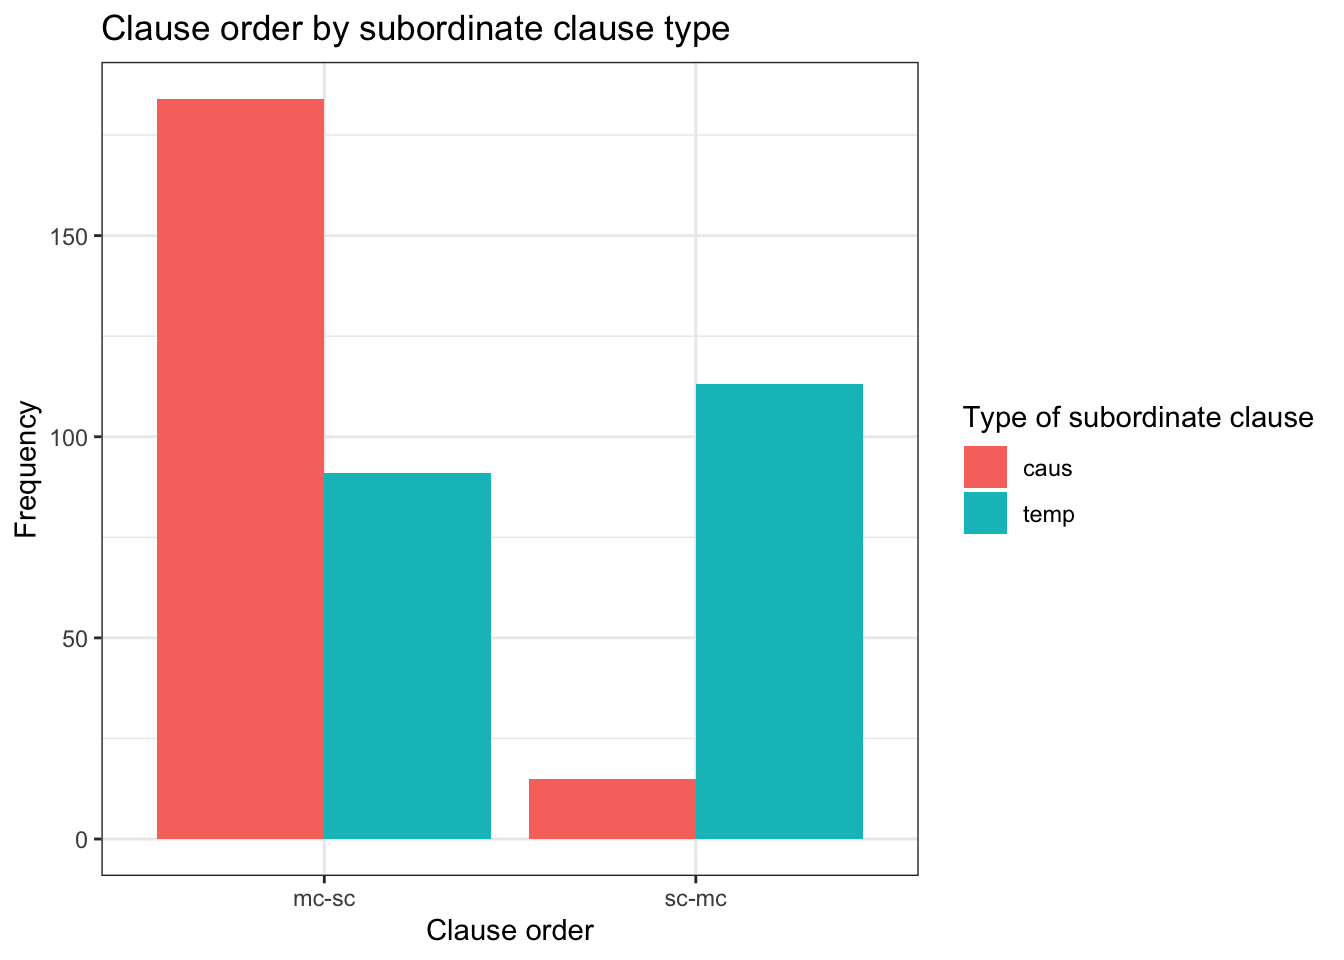 Clause order by subordinate clause type
Frequency
150
100
50
0
mc-sc
sc-mc
Clause order
Type of subordinate clause
caus
temp